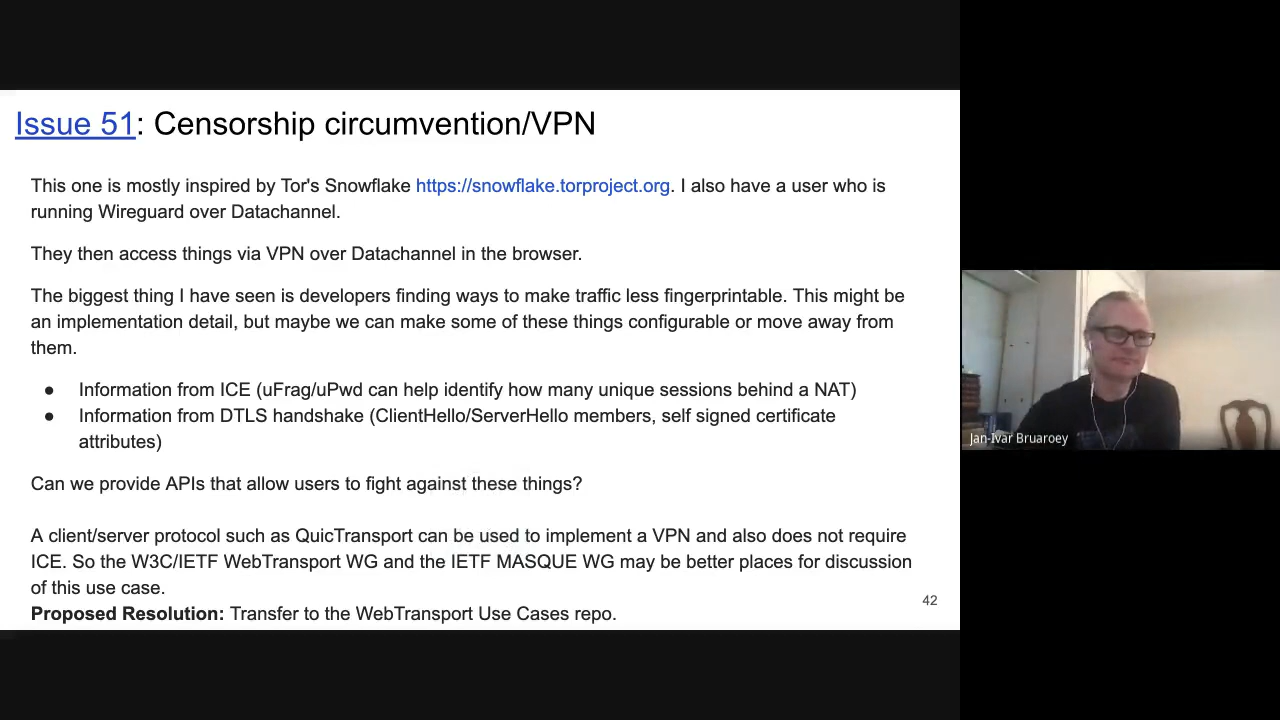 Issue 51: Censorship circumvention/VPN
This one is mostly inspired by Tor's Snowflake https://snowflake.torproject.org. I also have a user who is
running Wireguard over Datachannel.
They then access things via VPN over Datachannel in the browser.
The biggest thing I have seen is developers finding ways to make traffic less fingerprintable. This might be
an implementation detail, but maybe we can make some of these things configurable or move away from
them.
● Information from ICE (uFrag/uPwd can help identify how many unique sessions behind a NAT)
● Information from DTLS handshake (ClientHello/ServerHello members, self signed certificate
attributes)
Can we provide APIs that allow users to fight against these things?
A client/server protocol such as QuicTransport can be used to implement a VPN and also does not require
ICE. So the W3C/IETF WebTransport WG and the IETF MASQUE WG may be better places for discussion
of this use case.
Proposed Resolution: Transfer to the WebTransport Use Cases repo.
42
Jan-Ivar Bruaroey